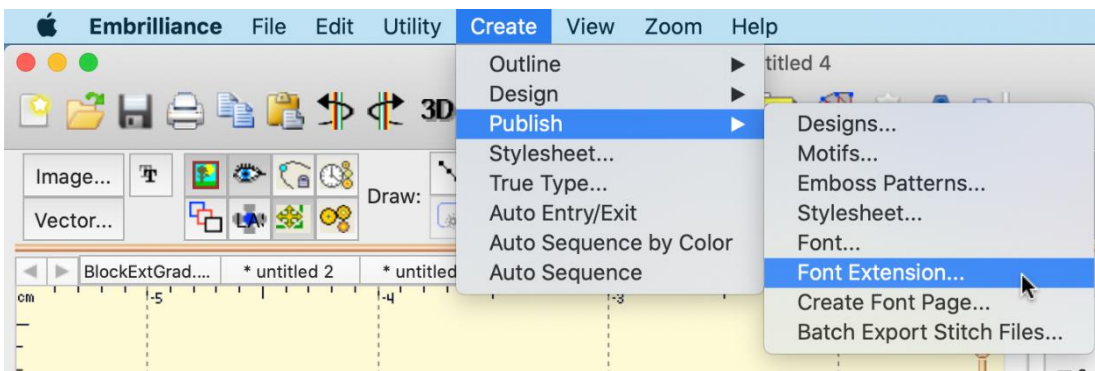 Embrilliance File Edit Utility Create View Zoom Help
titled 4
3D
Outline
Design
Publish
Stylesheet...
True Type...
Auto Entry/Exit
Auto Sequence by Color
Auto Sequence
Designs...
Motifs...
Emboss Patterns...
Stylesheet...
Font...
Font Extension...
Create Font Page...
Batch Export Stitch Files...
Image...
Draw:
Vector...
BlockExtGrad.... * untitled 2 * untitled
cm -5 -4 -3